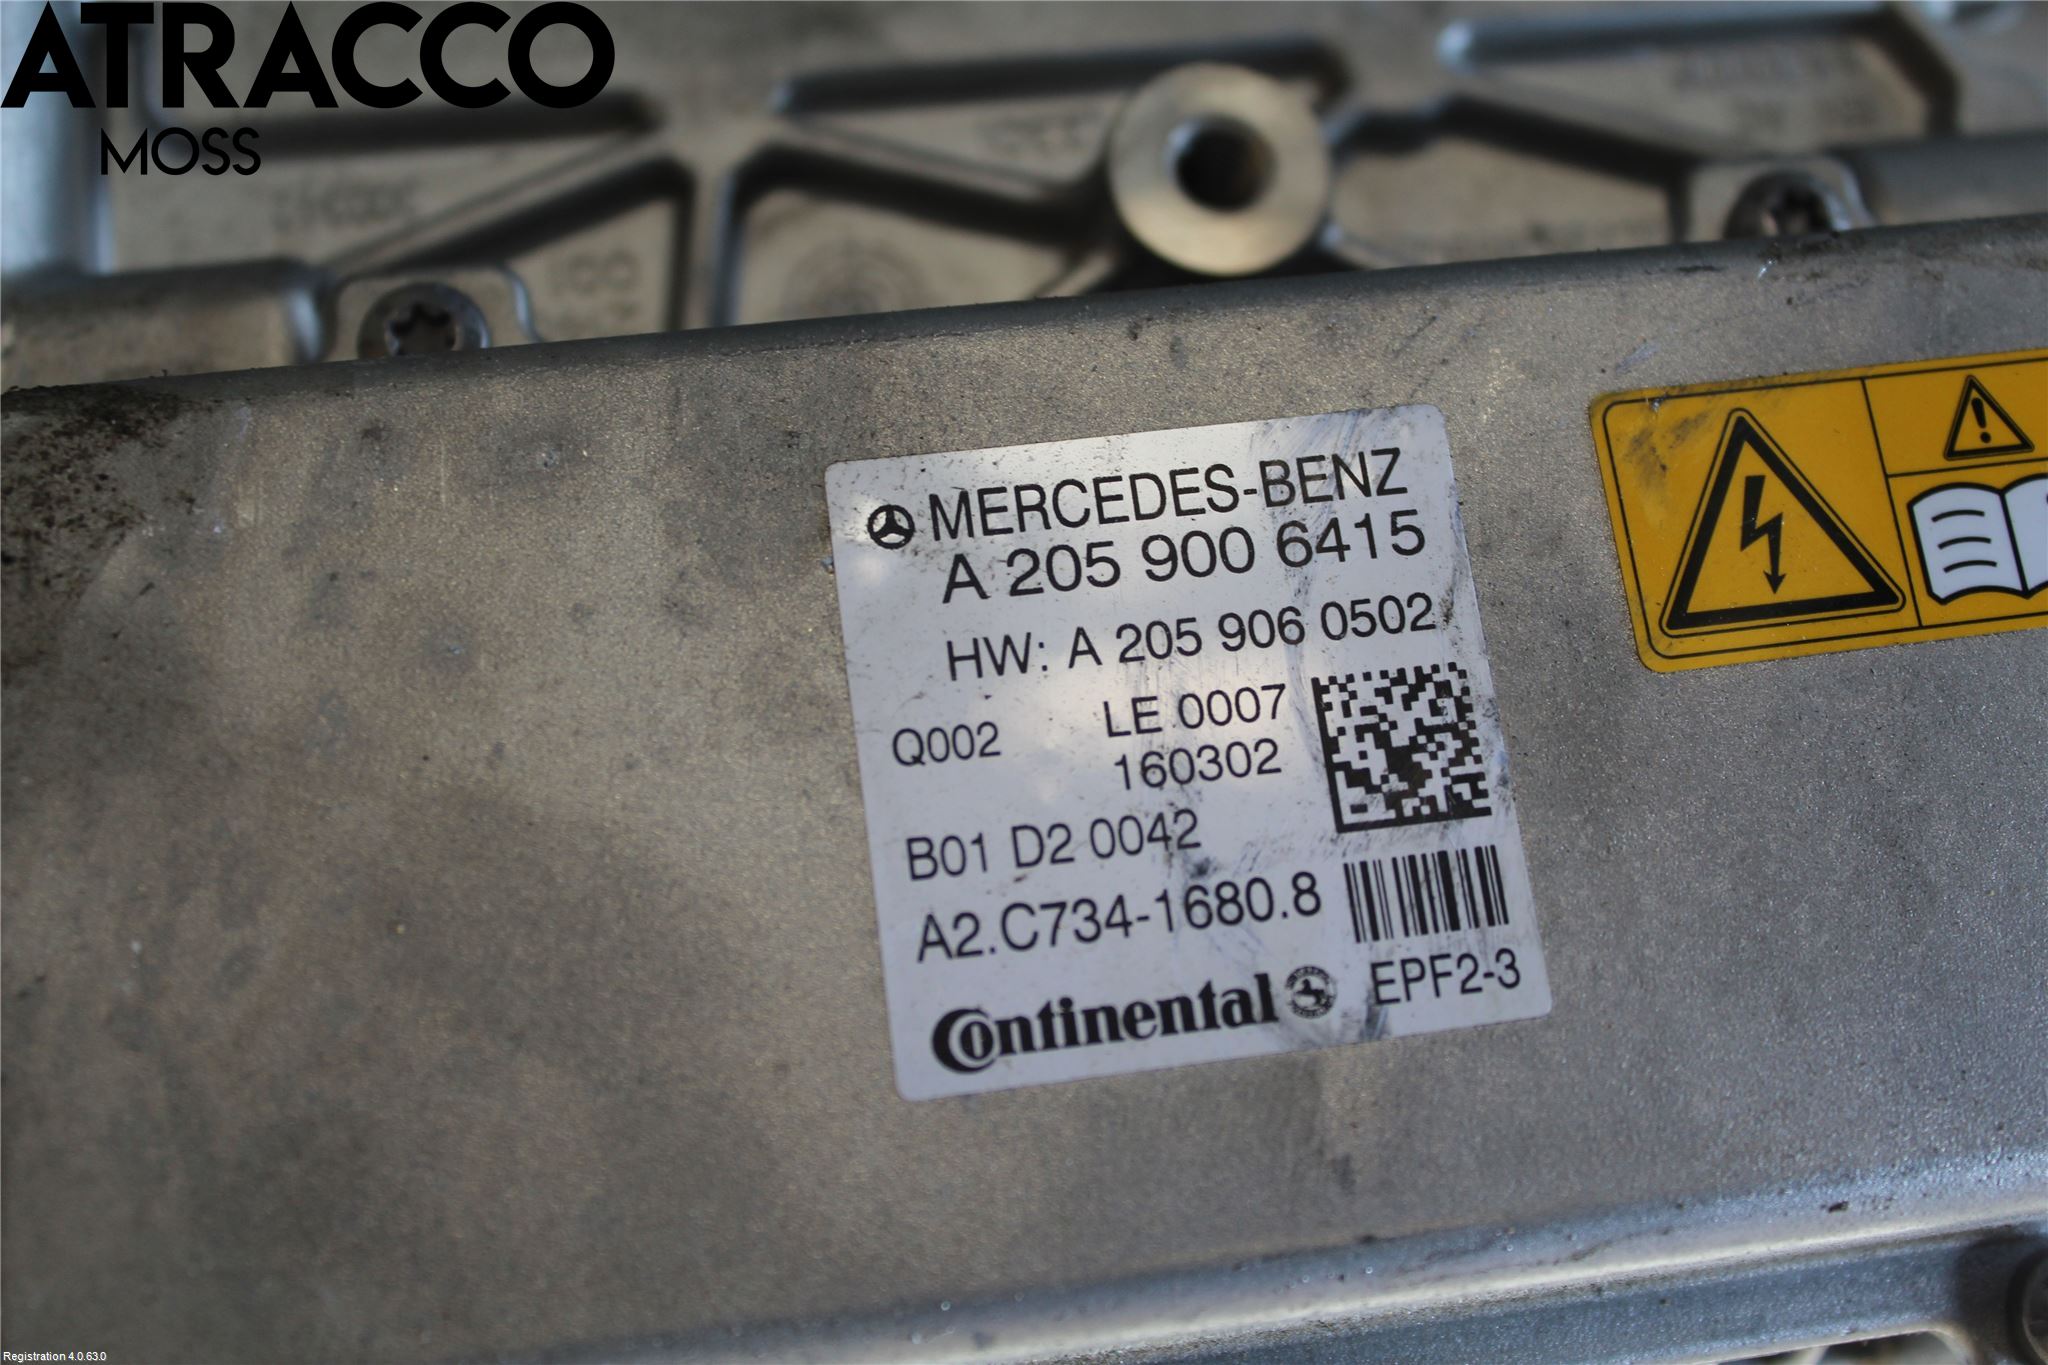 ATRACCO
MOSS
MERCEDES-BENZ
A 205 900 6415
HW: A 205 906 0502
Q002 LE 0007
160302
B01 D2 0042
A2.C734-1680.8
Continental EPF2-3
Registration 4.0.63.0